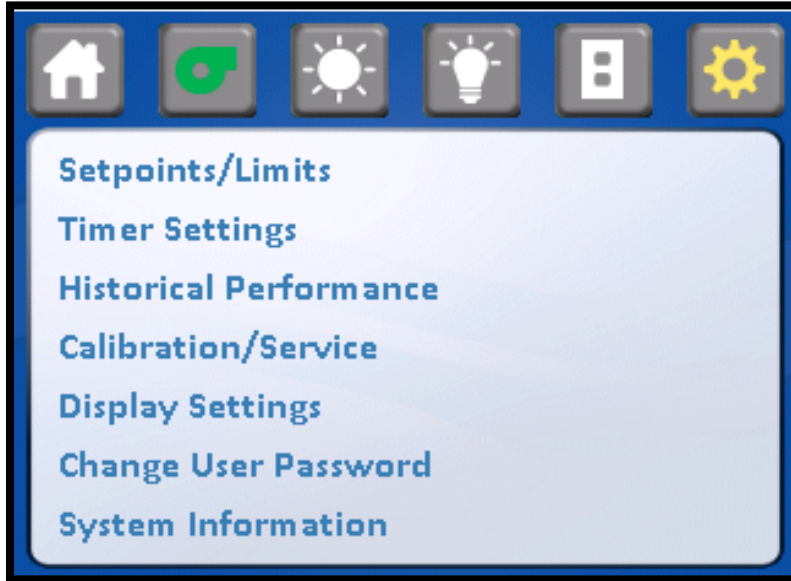 Setpoints/Limits
Timer Settings
Historical Performance
Calibration/Service
Display Settings
Change User Password
System Information